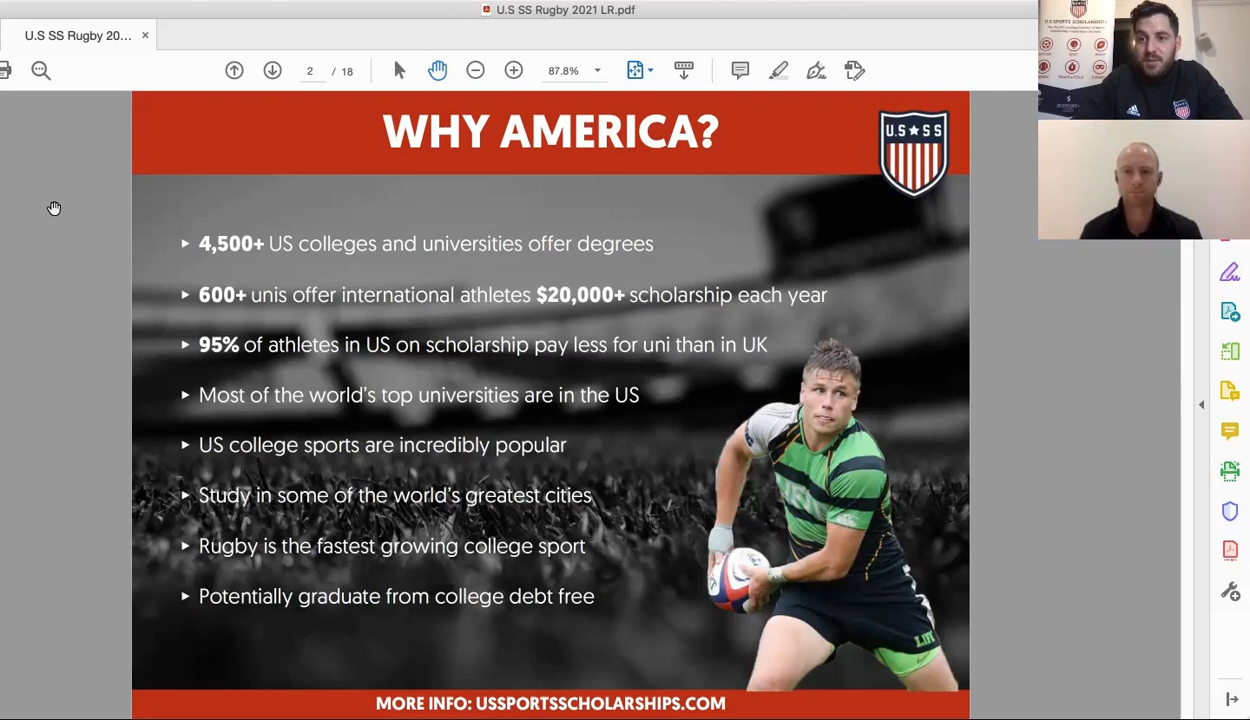 U.S SS Rugby 2021 LR.pdf
U.S SS Rugby 20... ×
2 / 18
87.8%
WHY AMERICA?
U.S★SS
4,500+ US colleges and universities offer degrees
600+ unis offer international athletes $20,000+ scholarship each year
95% of athletes in US on scholarship pay less for uni than in UK
Most of the world's top universities are in the US
US college sports are incredibly popular
Study in some of the world's greatest cities
Rugby is the fastest growing college sport
Potentially graduate from college debt free
MORE INFO: USSPORTSSCHOLARSHIPS.COM
U.S SPORTS SCHOLARSHIPS